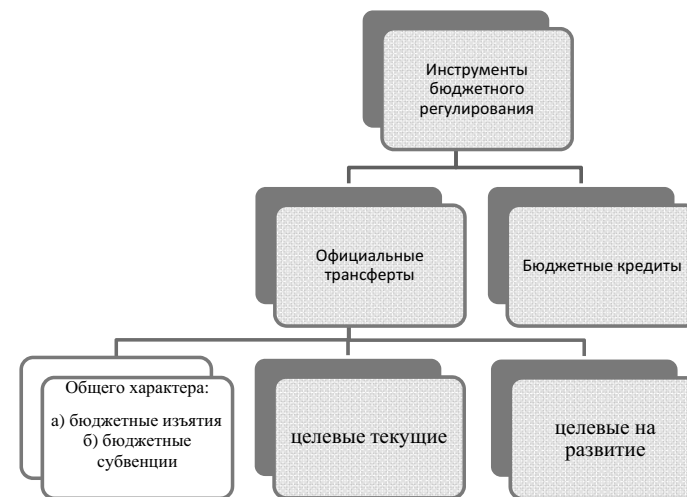 Инструменты
бюджетного
регулирования
Официальные
трансферты
Бюджетные кредиты
Общего характера:
а) бюджетные изъятия
б) бюджетные
субвенции
целевые текущие
целевые на
развитие